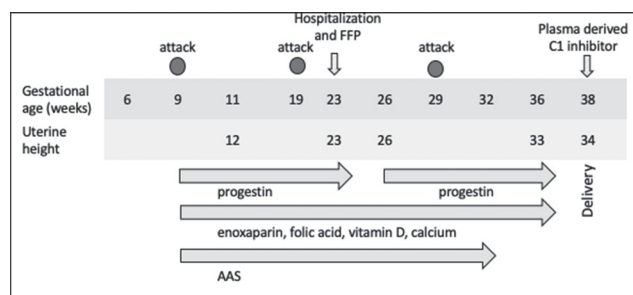 Hospitalization
and FFP
Plasma derived
C1 inhibitor
attack
attack
attack
Gestational
age (weeks)
6 9 11 19 23 26 29 32 36 38
Uterine
height
12 23 26 33 34
progestin
progestin
Delivery
enoxaparin, folic acid, vitamin D, calcium
AAS